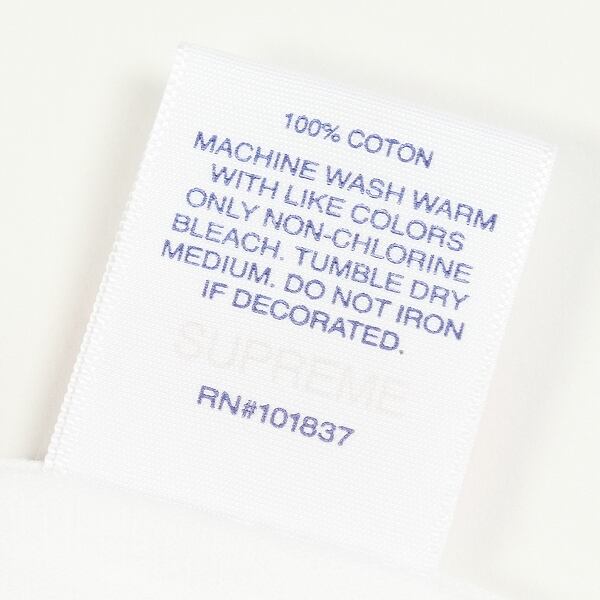 100% COTON
MACHINE WASH WARM
WITH LIKE COLORS
ONLY NON-CHLORINE
BLEACH. TUMBLE DRY
MEDIUM. DO NOT IRON
IF DECORATED.
SUPREME
RN#101837